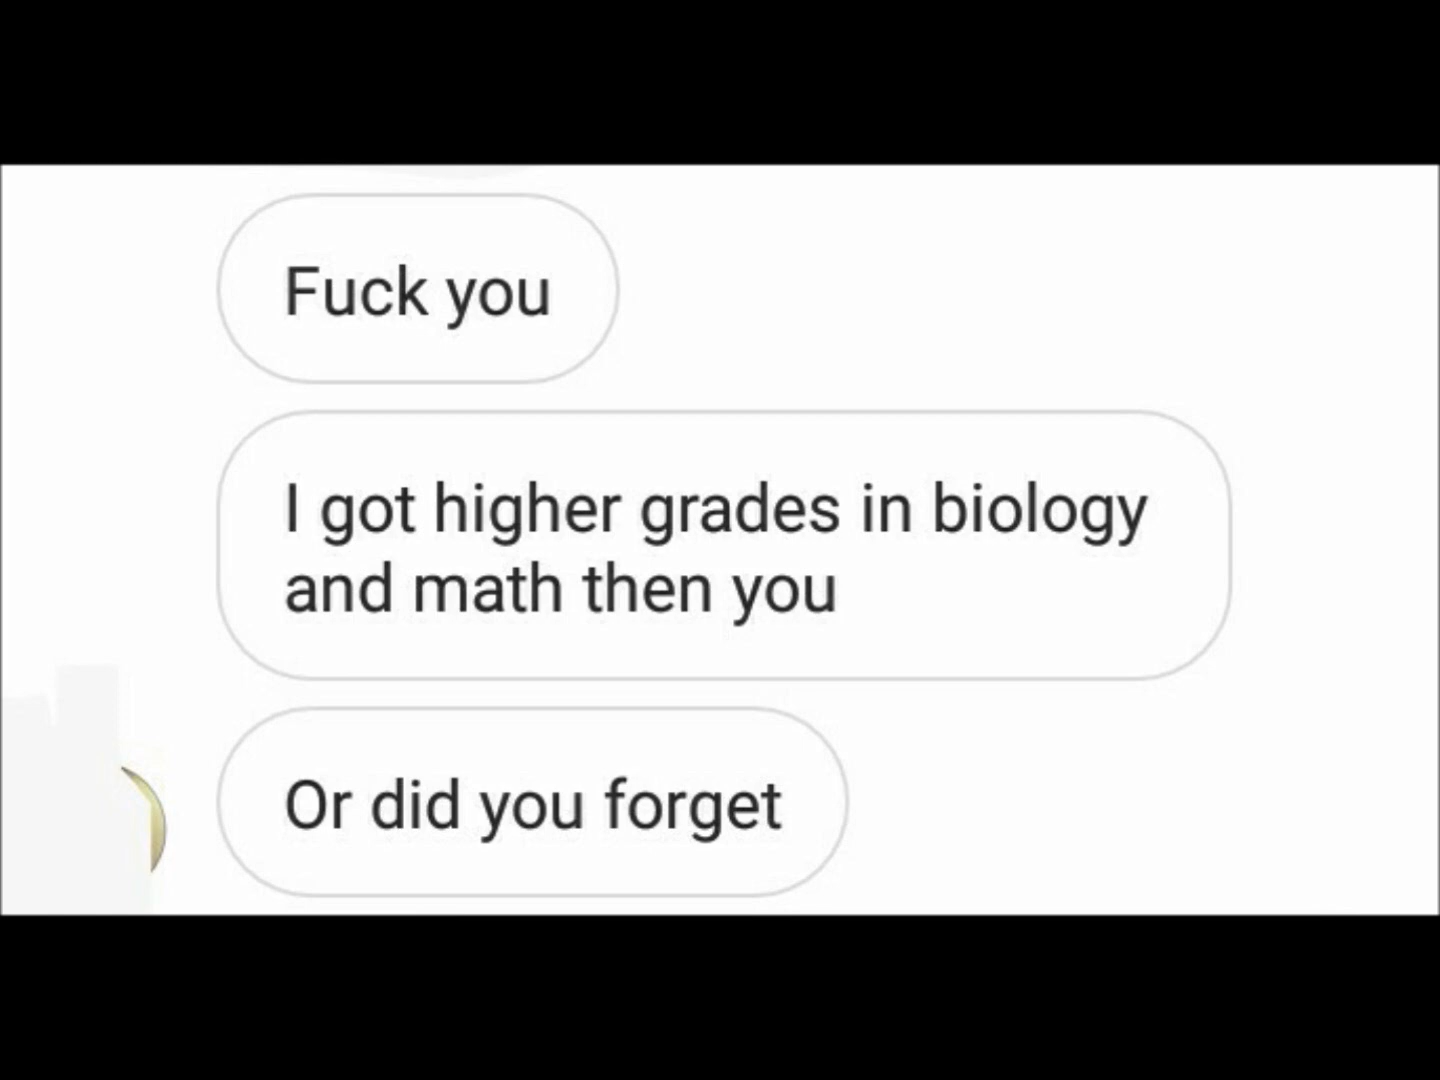 Fuck you
I got higher grades in biology
and math then you
Or did you forget